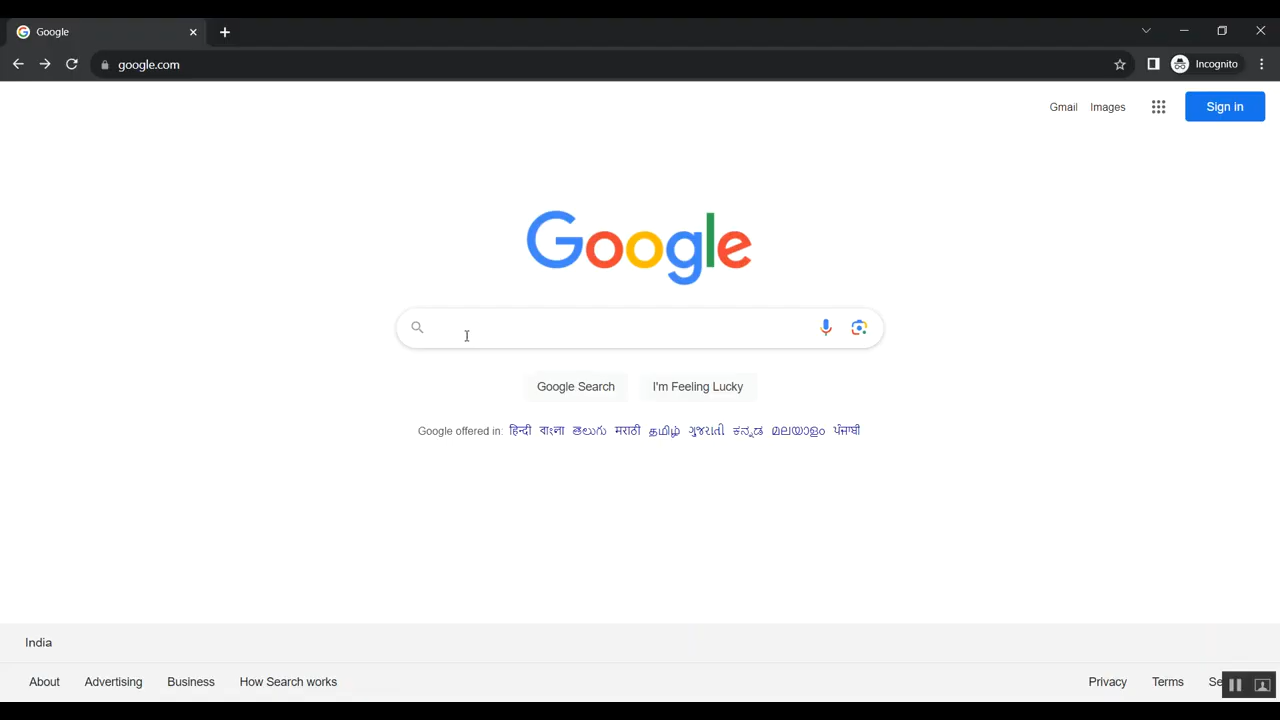 Google
google.com
Incognito
Gmail Images
Sign in
Google
Google Search I'm Feeling Lucky
Google offered in: हिन्दी বাংলা తెలుగు मराठी தமிழ் ગુજરાતી ಕನ್ನಡ മലയാളം ਪੰਜਾਬੀ
India
About Advertising Business How Search works
Privacy Terms